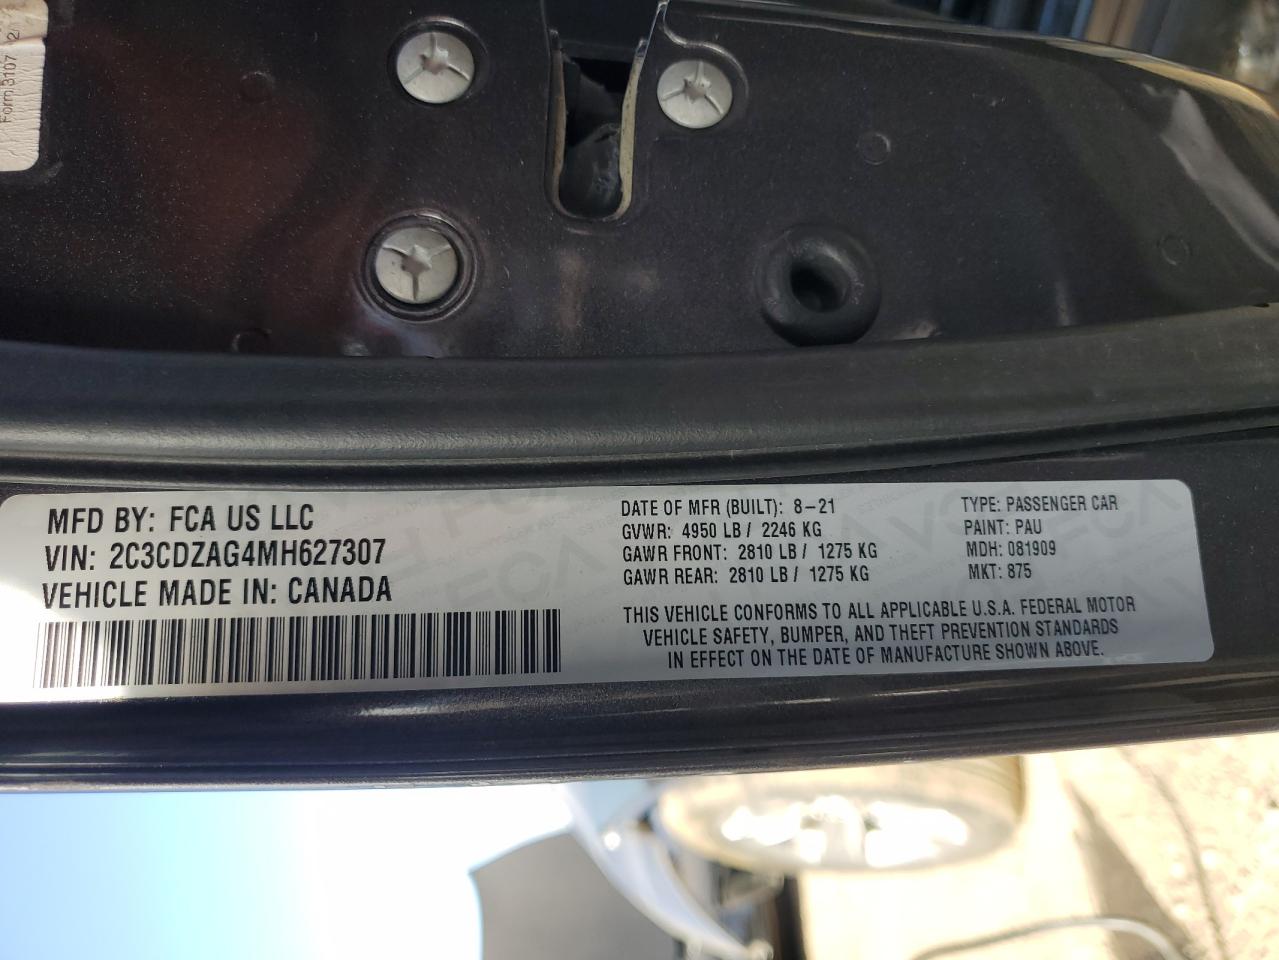 Form 3107
MFD BY: FCA US LLC
VIN: 2C3CDZAG4MH627307
VEHICLE MADE IN: CANADA
DATE OF MFR (BUILT): 8-21
GVWR: 4950 LB / 2246 KG
GAWR FRONT: 2810 LB / 1275 KG
GAWR REAR: 2810 LB / 1275 KG
TYPE: PASSENGER CAR
PAINT: PAU
MDH: 081909
MKT: 875
THIS VEHICLE CONFORMS TO ALL APPLICABLE U.S.A. FEDERAL MOTOR
VEHICLE SAFETY, BUMPER, AND THEFT PREVENTION STANDARDS
IN EFFECT ON THE DATE OF MANUFACTURE SHOWN ABOVE.